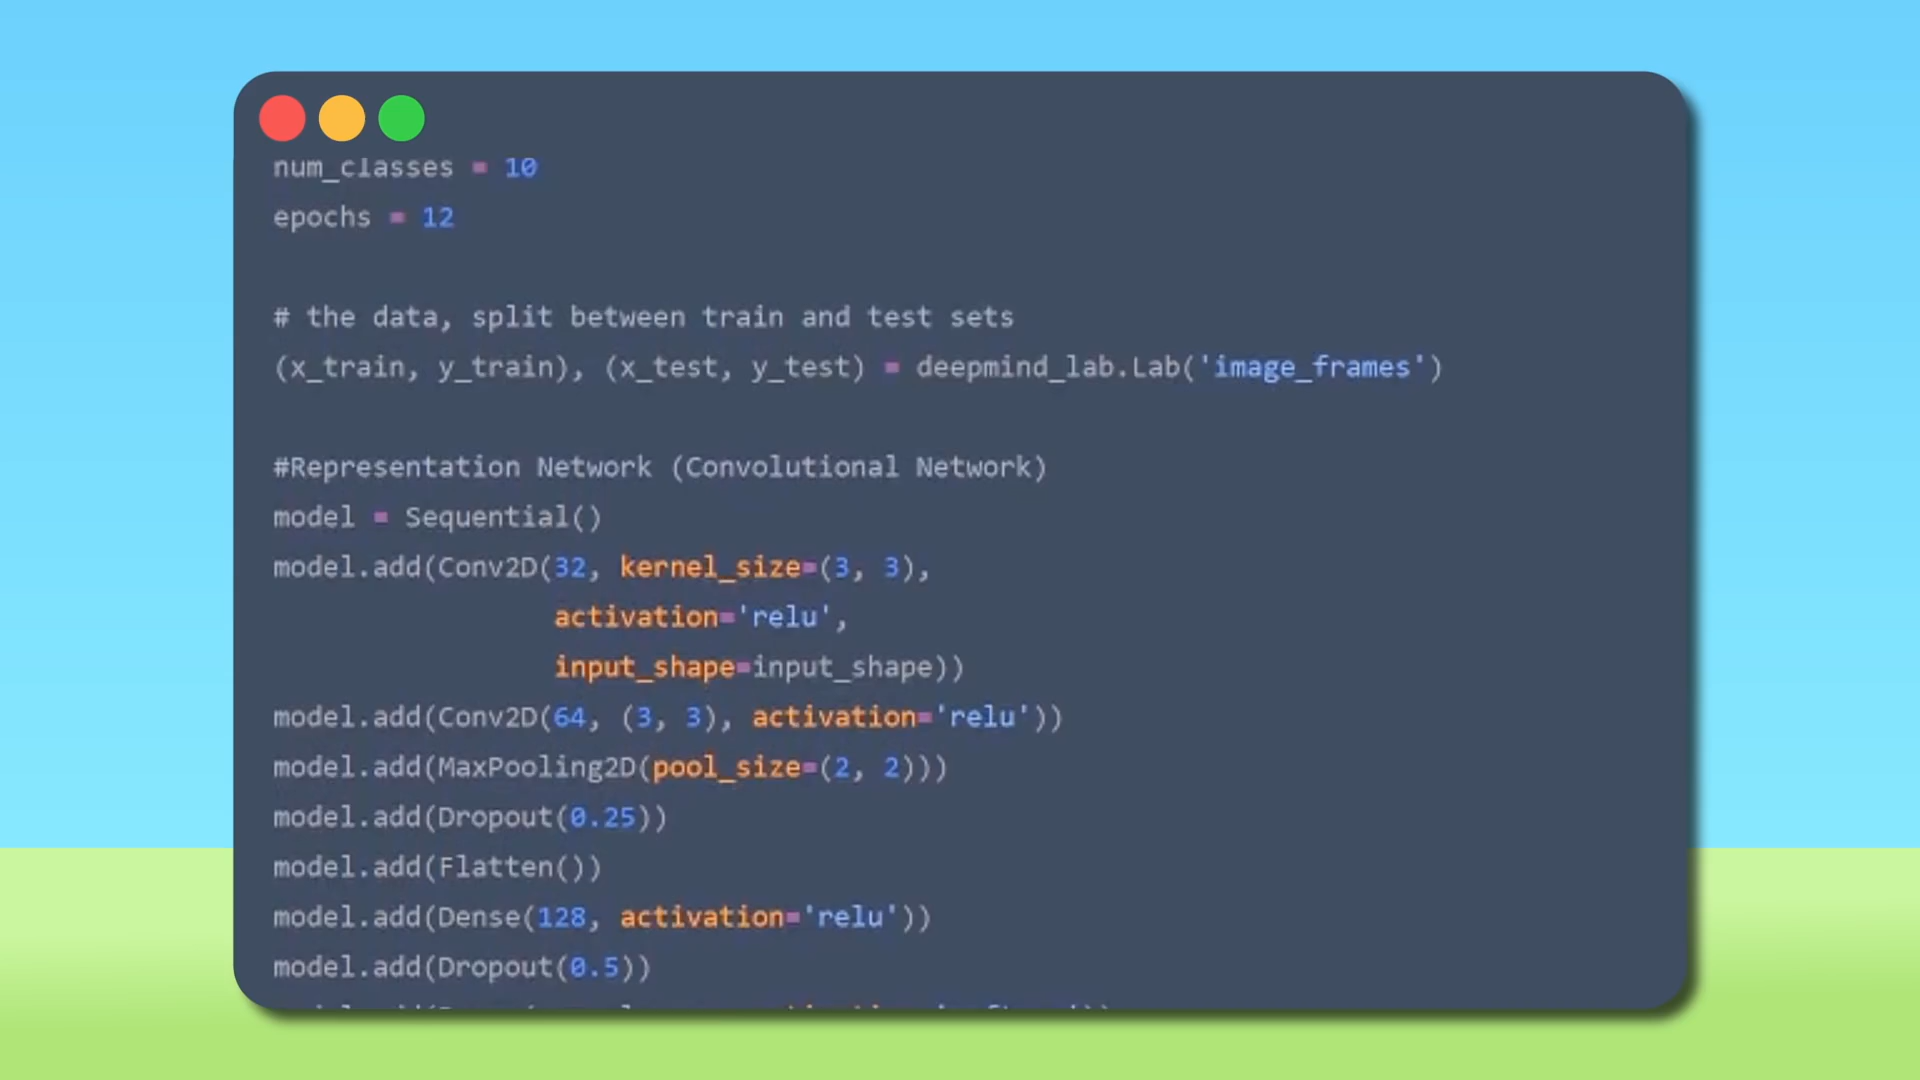 num_classes = 10
epochs = 12
# the data, split between train and test sets
(x_train, y_train), (x_test, y_test) = deepmind_lab.Lab('image_frames')
#Representation Network (Convolutional Network)
model = Sequential()
model.add(Conv2D(32, kernel_size=(3, 3),
activation='relu',
input_shape=input_shape))
model.add(Conv2D(64, (3, 3), activation='relu'))
model.add(MaxPooling2D(pool_size=(2, 2)))
model.add(Dropout(0.25))
model.add(Flatten())
model.add(Dense(128, activation='relu'))
model.add(Dropout(0.5))